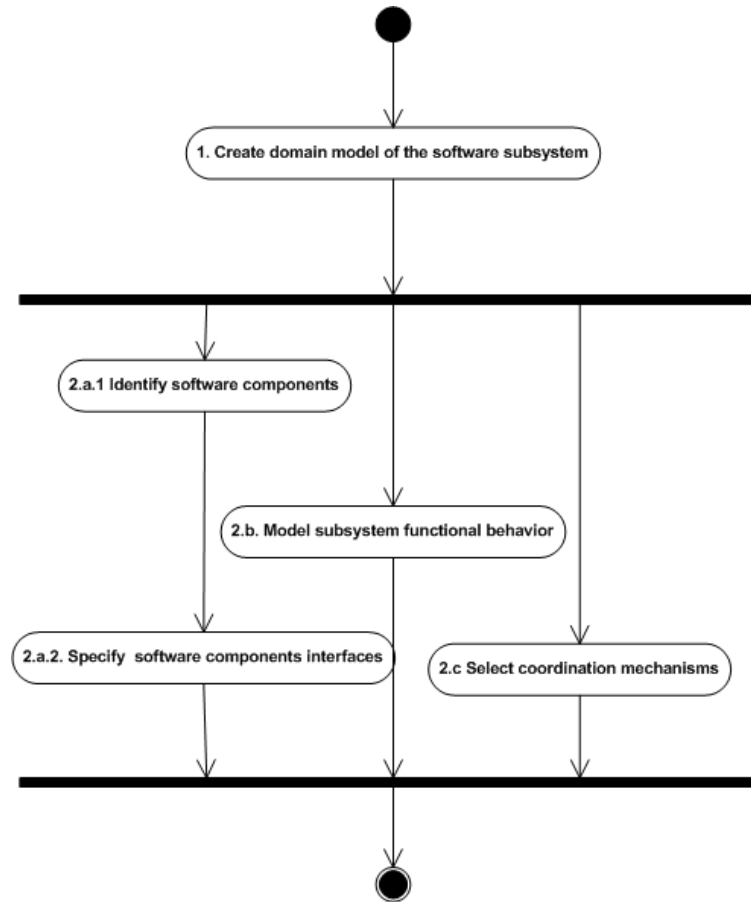 1. Create domain model of the software subsystem
2.a.1 Identify software components
2.b. Model subsystem functional behavior
2.a.2. Specify  software components interfaces
2.c Select coordination mechanisms